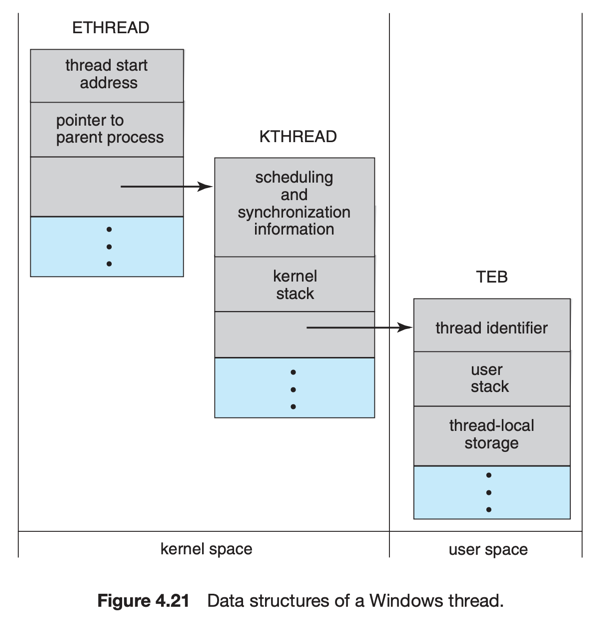 ETHREAD
thread start
address
pointer to
parent process
KTHREAD
scheduling
and
synchronization
information
kernel
stack
TEB
thread identifier
user
stack
thread-local
storage
kernel space
user space
Figure 4.21 Data structures of a Windows thread.